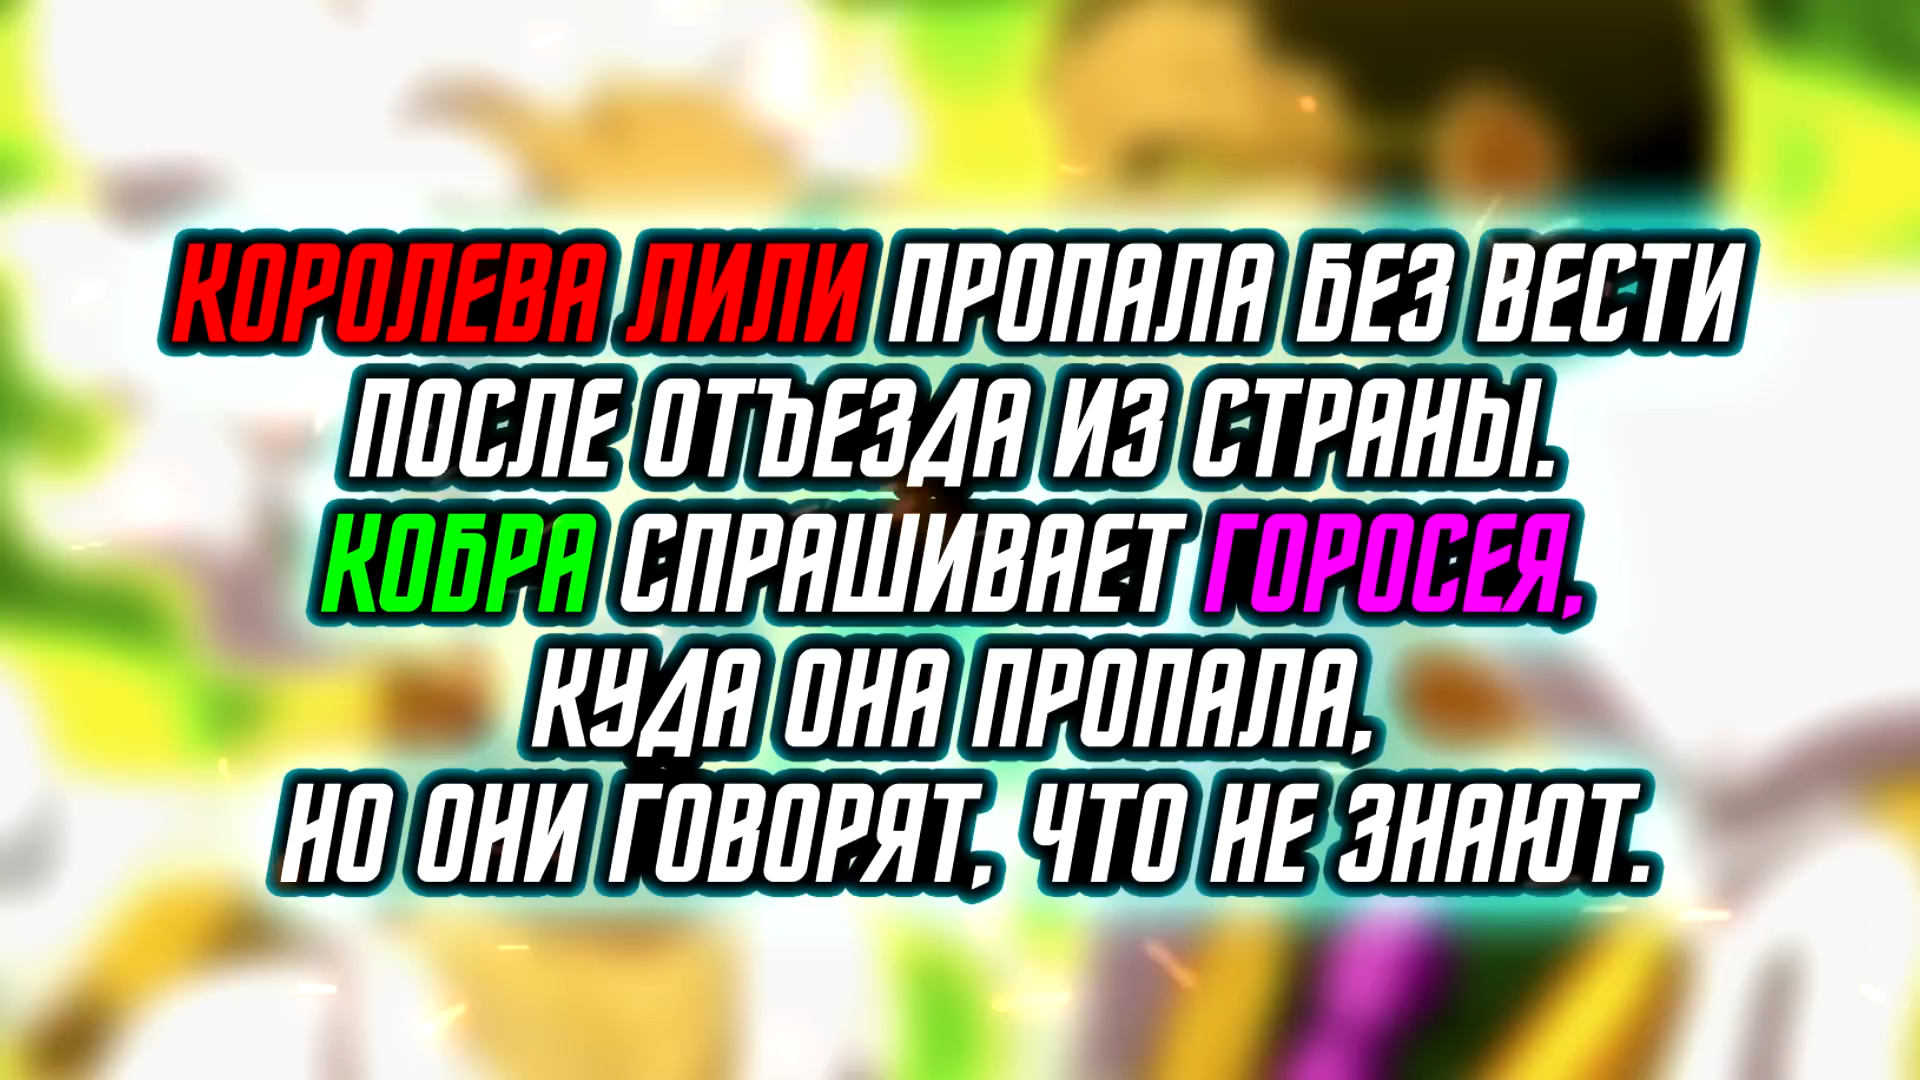 КОРОЛЕВА ЛИЛИ ПРОПАЛА БЕЗ ВЕСТИ
ПОСЛЕ ОТЪЕЗДА ИЗ СТРАНЫ.
КОБРА СПРАШИВАЕТ ГОРОСЕЯ,
КУДА ОНА ПРОПАЛА,
НО ОНИ ГОВОРЯТ, ЧТО НЕ ЗНАЮТ.